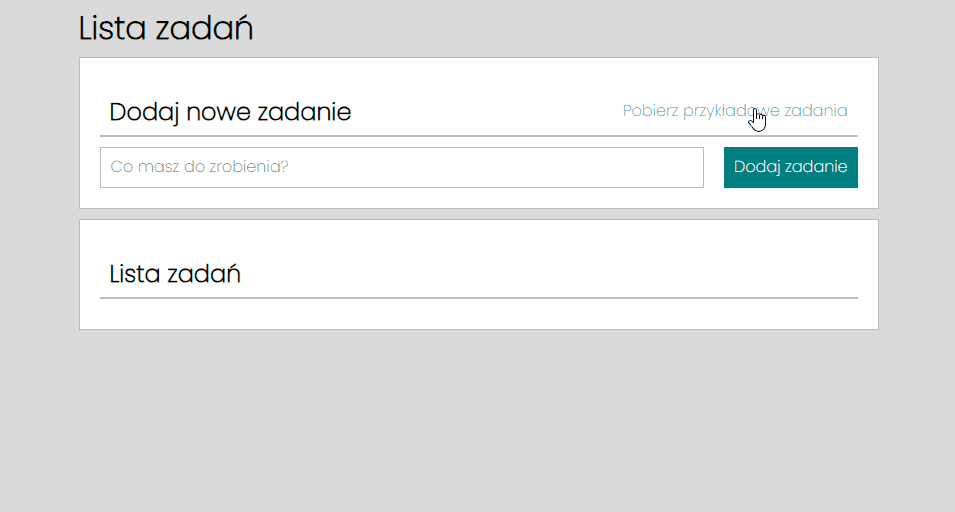 Lista zadań
Dodaj nowe zadanie
Pobierz przykładowe zadania
Co masz do zrobienia?
Dodaj zadanie
Lista zadań